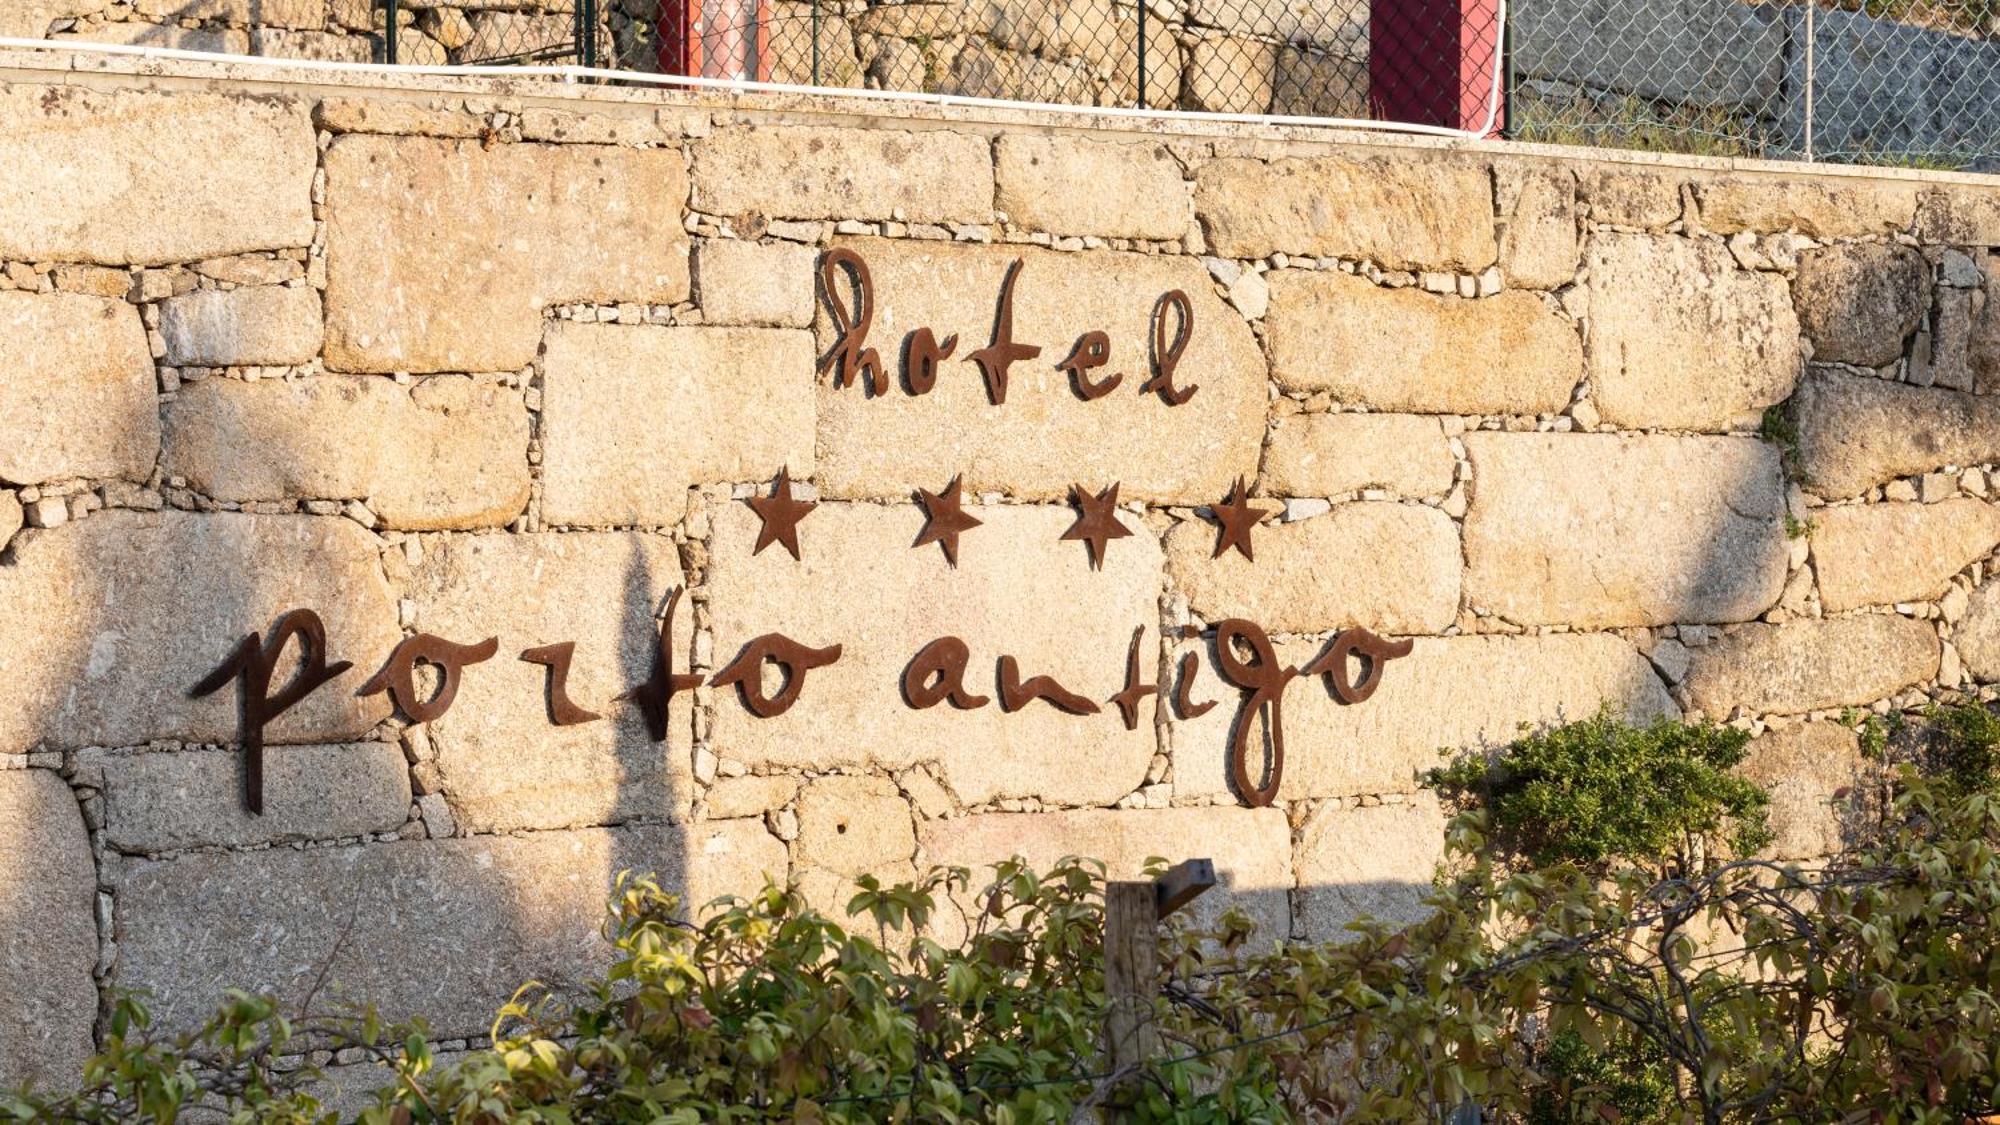 hotel
★ ★ ★ ★
porto antigo